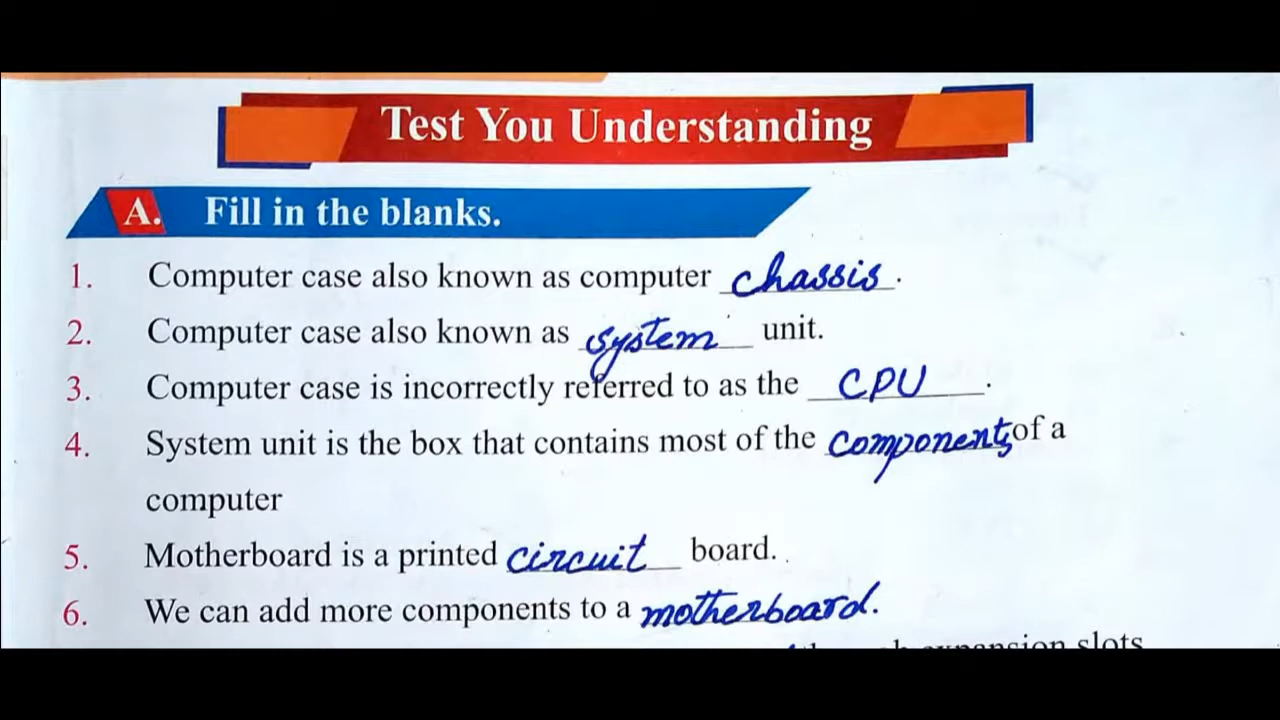 Test You Understanding
A. Fill in the blanks.
1. Computer case also known as computer chassis.
2. Computer case also known as system unit.
3. Computer case is incorrectly referred to as the CPU.
4. System unit is the box that contains most of the components of a
computer
5. Motherboard is a printed circuit board.
6. We can add more components to a motherboard.
expansion slots